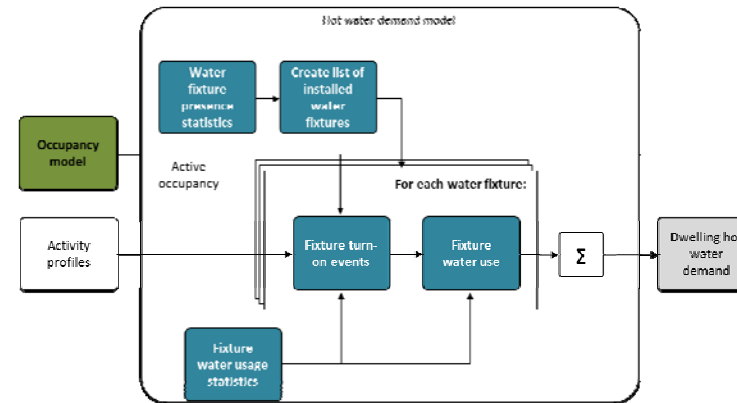 Hot water demand model
Water
fixture
presence
statistics
Create list of
installed
water
fixtures
Occupancy
model
Active
occupancy
For each water fixture:
Activity
profiles
Fixture turn-
on events
Fixture
water use
Σ
Dwelling ho
water
demand
Fixture
water usage
statistics